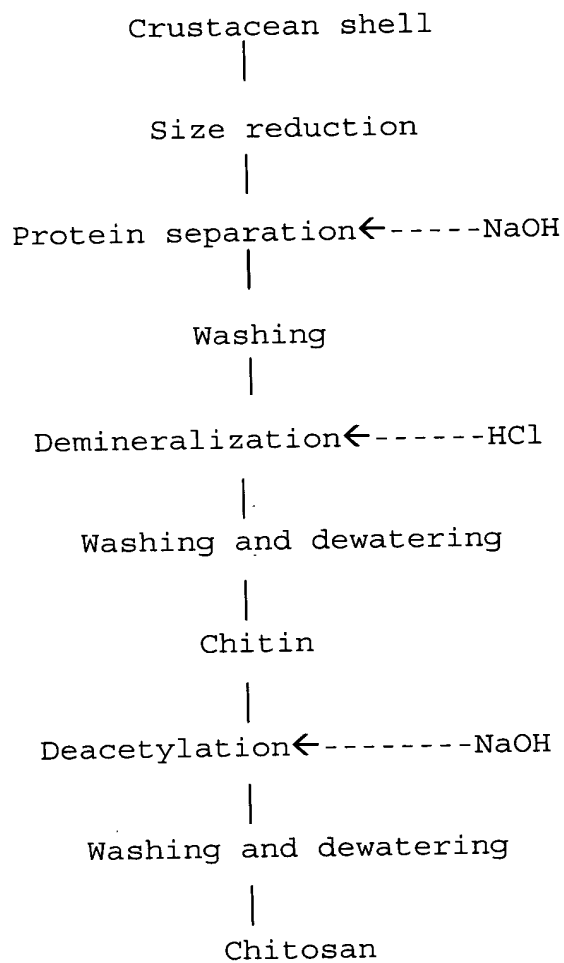 Crustacean shell
Size reduction
Protein separation←-----NaOH
Washing
Demineralization←------HCl
Washing and dewatering
Chitin
Deacetylation←--------NaOH
Washing and dewatering
Chitosan